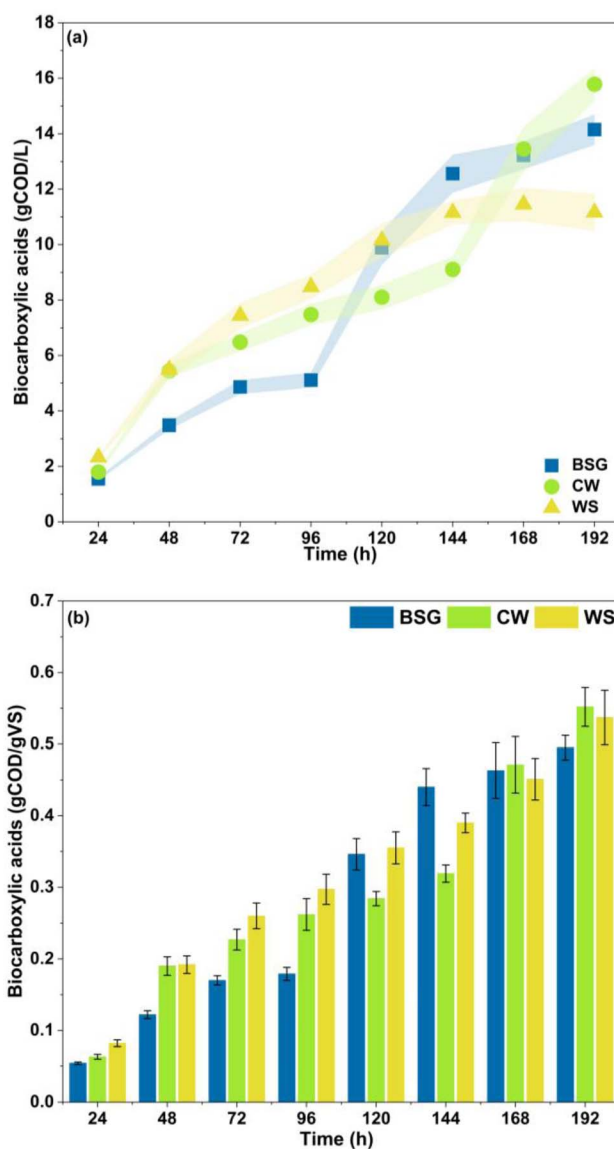 (a)
Biocarboxylic acids (gCOD/L)
18
16
14
12
10
8
6
4
2
0
BSG
CW
WS
24 48 72 96 120 144 168 192
Time (h)
(b)
BSG CW WS
Biocarboxylic acids (gCOD/gVS)
0.7
0.6
0.5
0.4
0.3
0.2
0.1
0.0
24 48 72 96 120 144 168 192
Time (h)